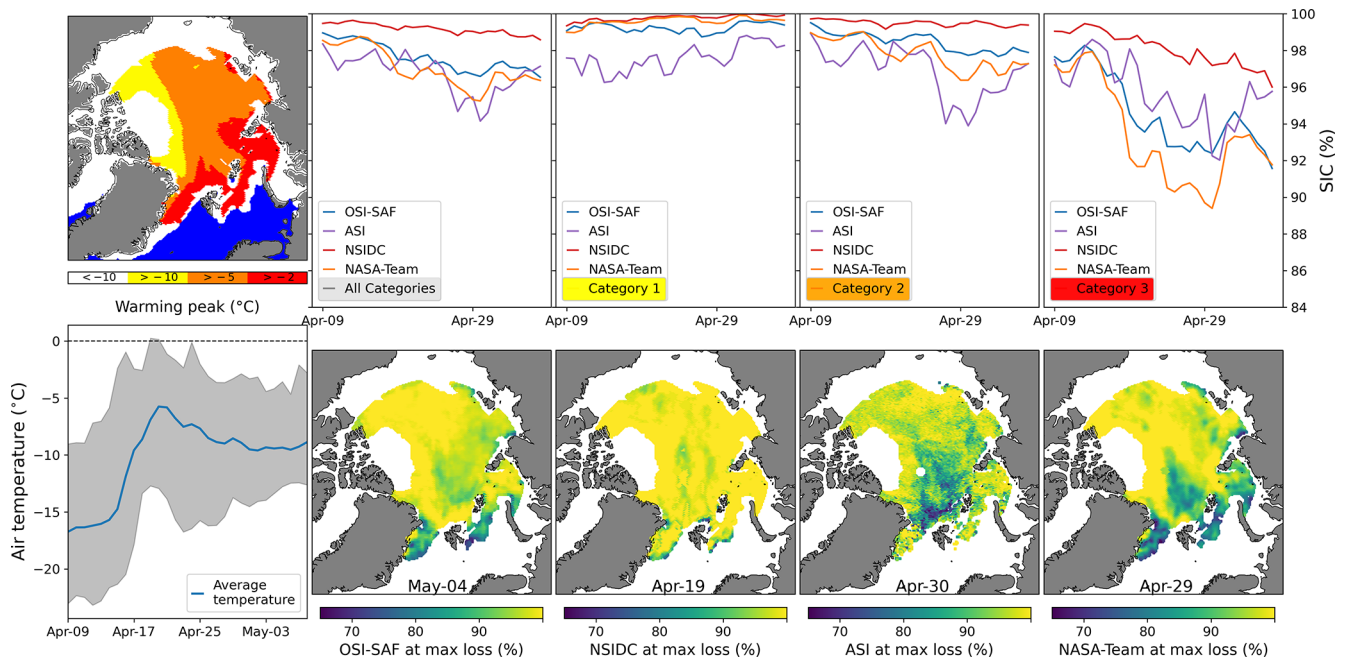 <−10
>−10
>−5
>−2
Warming peak (°C)
OSI-SAF
ASI
NSIDC
NASA-Team
All Categories
Apr-09
Apr-29
OSI-SAF
ASI
NSIDC
NASA-Team
Category 1
Apr-09
Apr-29
OSI-SAF
ASI
NSIDC
NASA-Team
Category 2
Apr-09
Apr-29
OSI-SAF
ASI
NSIDC
NASA-Team
Category 3
Apr-09
Apr-29
100
98
96
94
92
90
88
86
84
SIC (%)
Air temperature (°C)
0
−5
−10
−15
−20
Average
temperature
Apr-09
Apr-17
Apr-25
May-03
May-04
70
80
90
OSI-SAF at max loss (%)
Apr-19
70
80
90
NSIDC at max loss (%)
Apr-30
70
80
90
ASI at max loss (%)
Apr-29
70
80
90
NASA-Team at max loss (%)